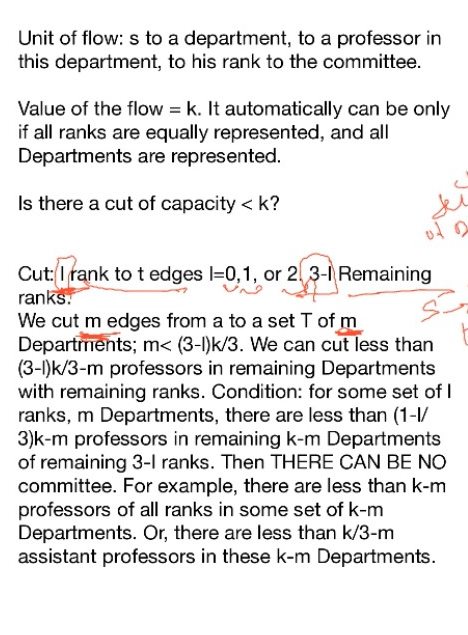 Unit of flow: s to a department, to a professor in
this department, to his rank to the committee.
Value of the flow = k. It automatically can be only
if all ranks are equally represented, and all
Departments are represented.
Is there a cut of capacity < k?
Cut: l rank to t edges l=0,1, or 2. 3-l Remaining
ranks.
We cut m edges from a to a set T of m
Departments; m< (3-l)k/3. We can cut less than
(3-l)k/3-m professors in remaining Departments
with remaining ranks. Condition: for some set of l
ranks, m Departments, there are less than (1-l/
3)k-m professors in remaining k-m Departments
of remaining 3-l ranks. Then THERE CAN BE NO
committee. For example, there are less than k-m
professors of all ranks in some set of k-m
Departments. Or, there are less than k/3-m
assistant professors in these k-m Departments.